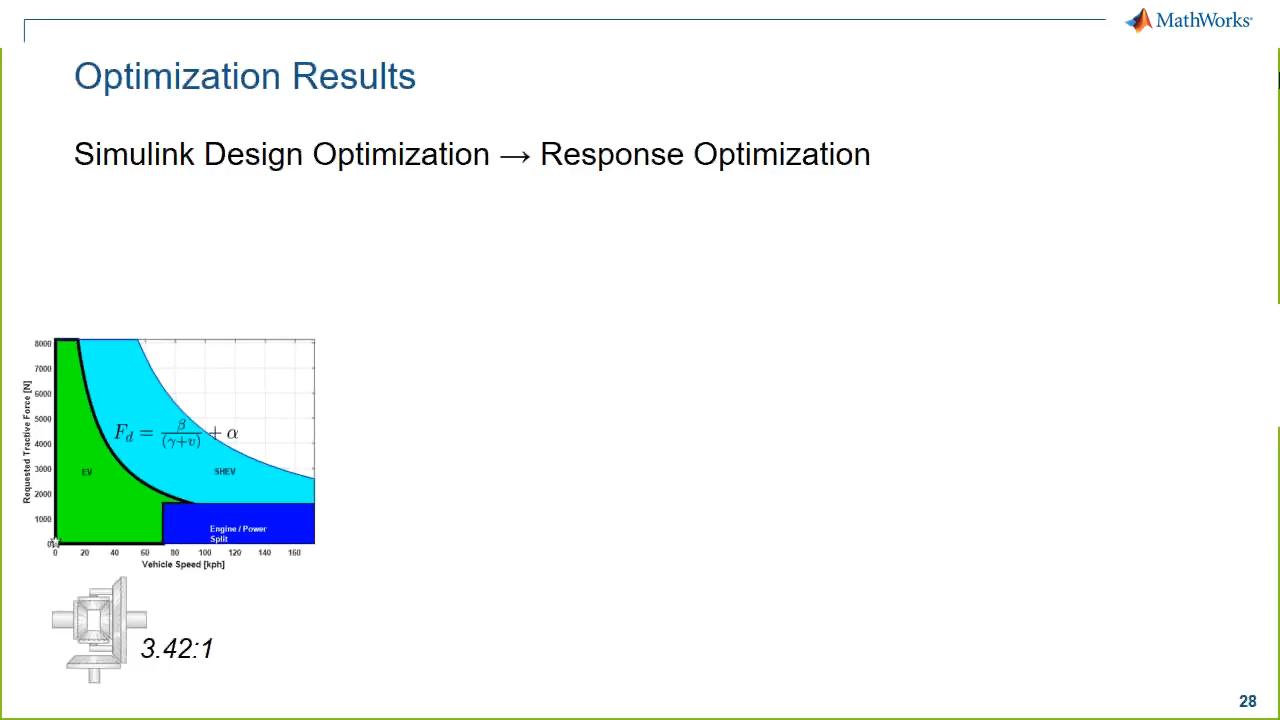 MathWorks®
Optimization Results
Simulink Design Optimization → Response Optimization
8000
7000
6000
5000
4000
3000
2000
1000
0
Requested Tractive Force [N]
F_d = β/(γ+v) + α
EV
SHEV
Engine / Power
Split
0 20 40 60 80 100 120 140 160
Vehicle Speed [kph]
3.42:1
28